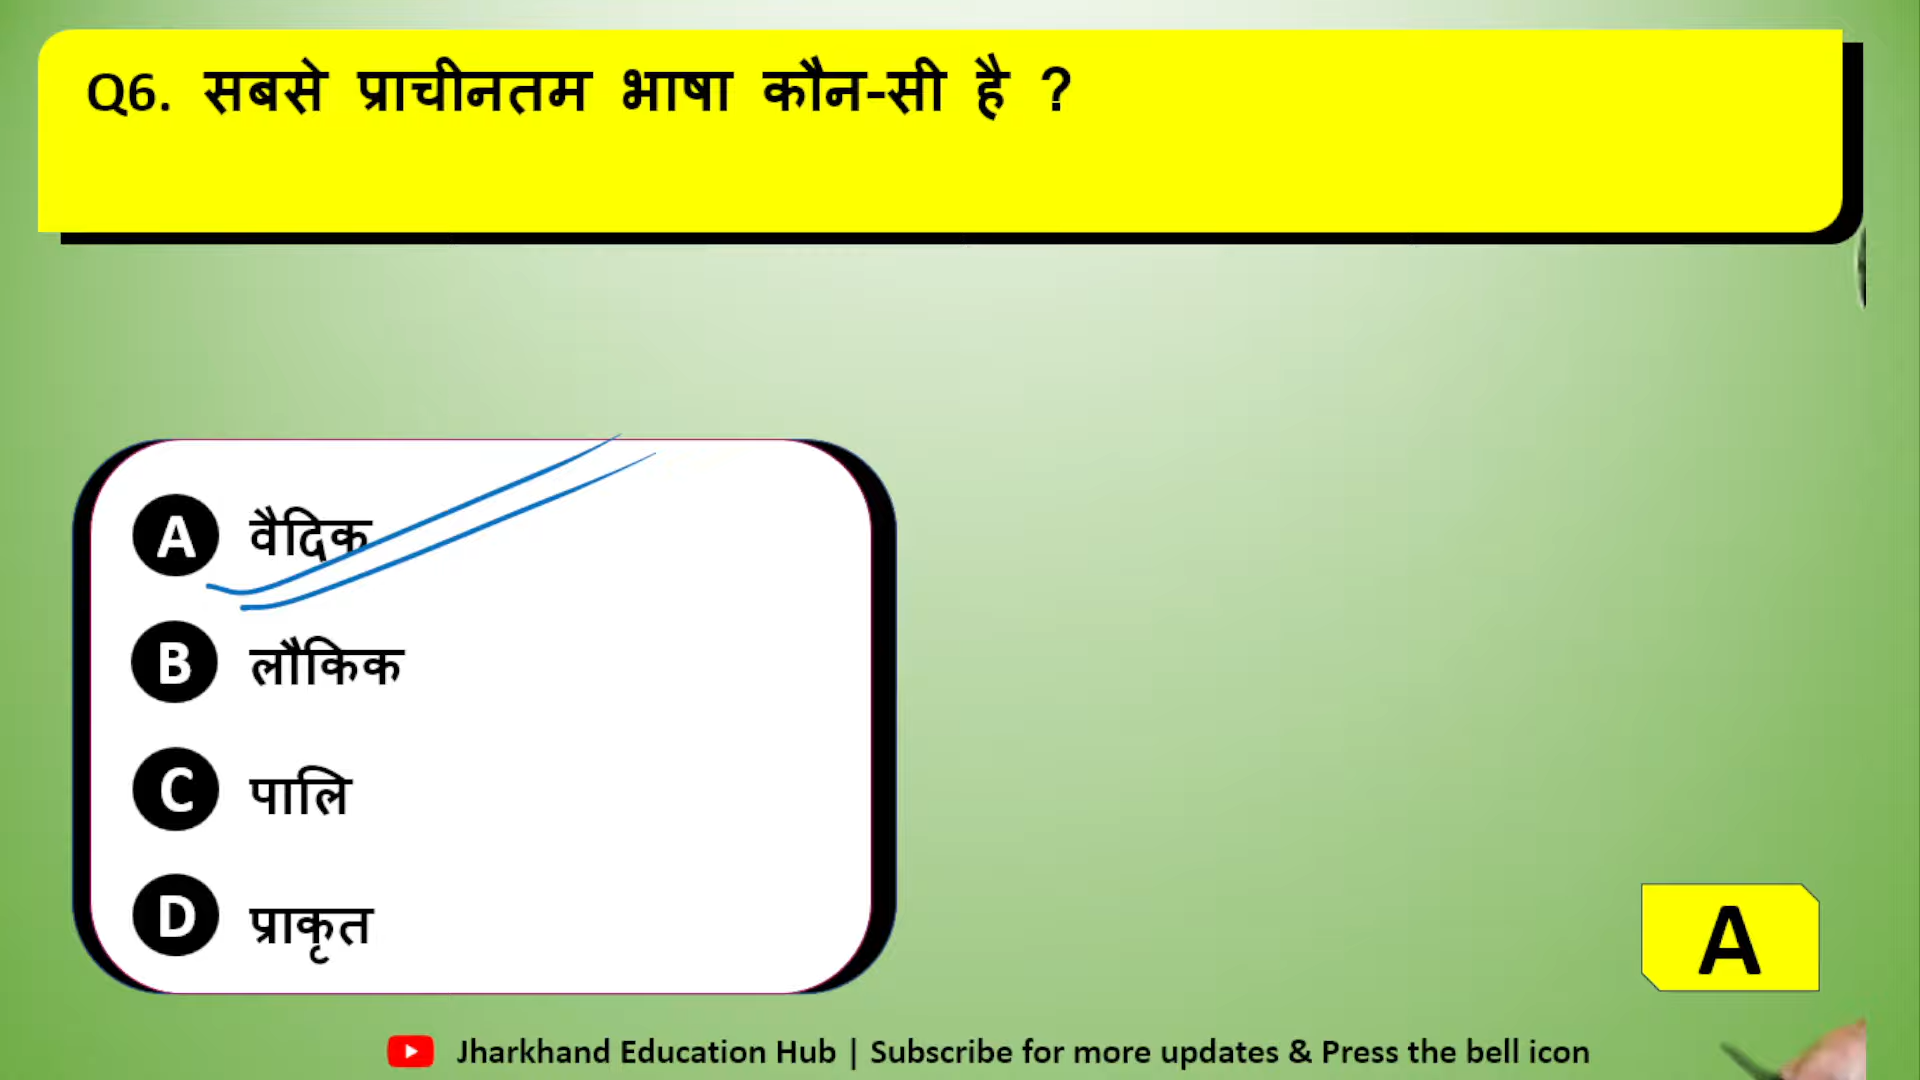 Q6. सबसे प्राचीनतम भाषा कौन-सी है ?
A वैदिक
B लौकिक
C पालि
D प्राकृत
A
Jharkhand Education Hub | Subscribe for more updates & Press the bell icon